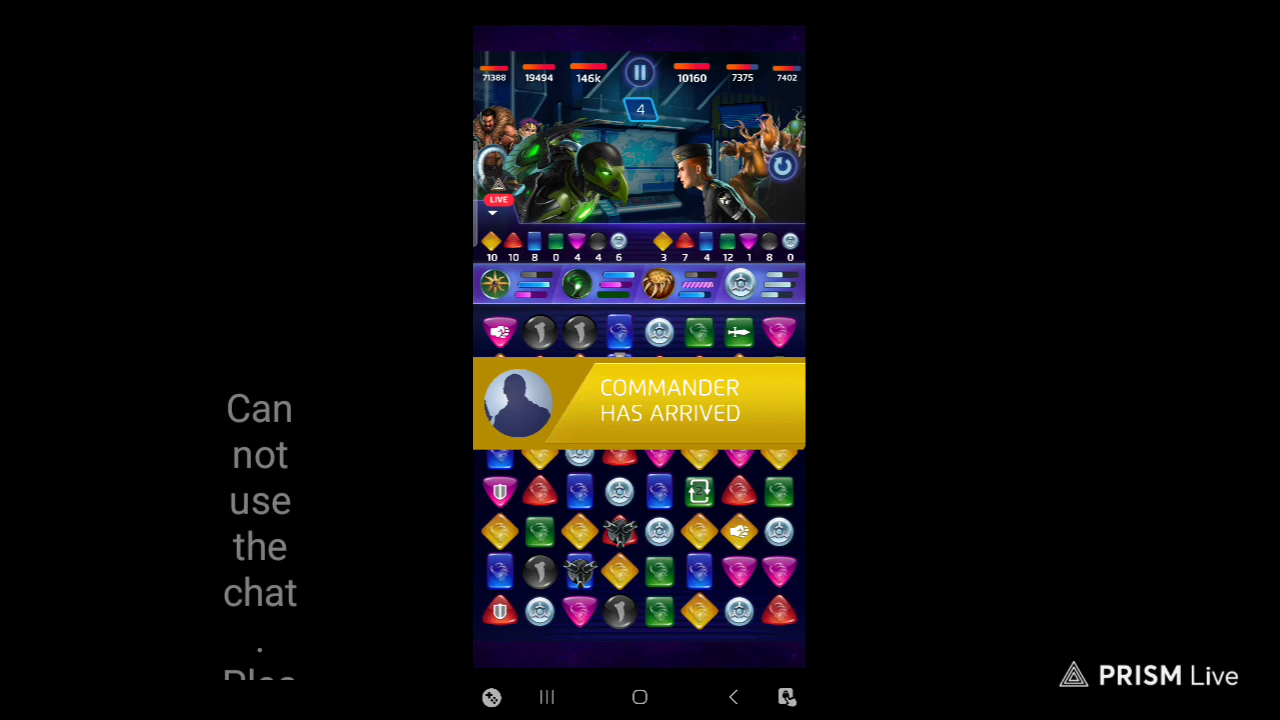 71388 19494 146k 10160 7375 7402
4
LIVE
10 10 8 0 4 4 6 3 7 4 12 1 8 0
COMMANDER
HAS ARRIVED
Can
not
use
the
chat
.
PRISM Live